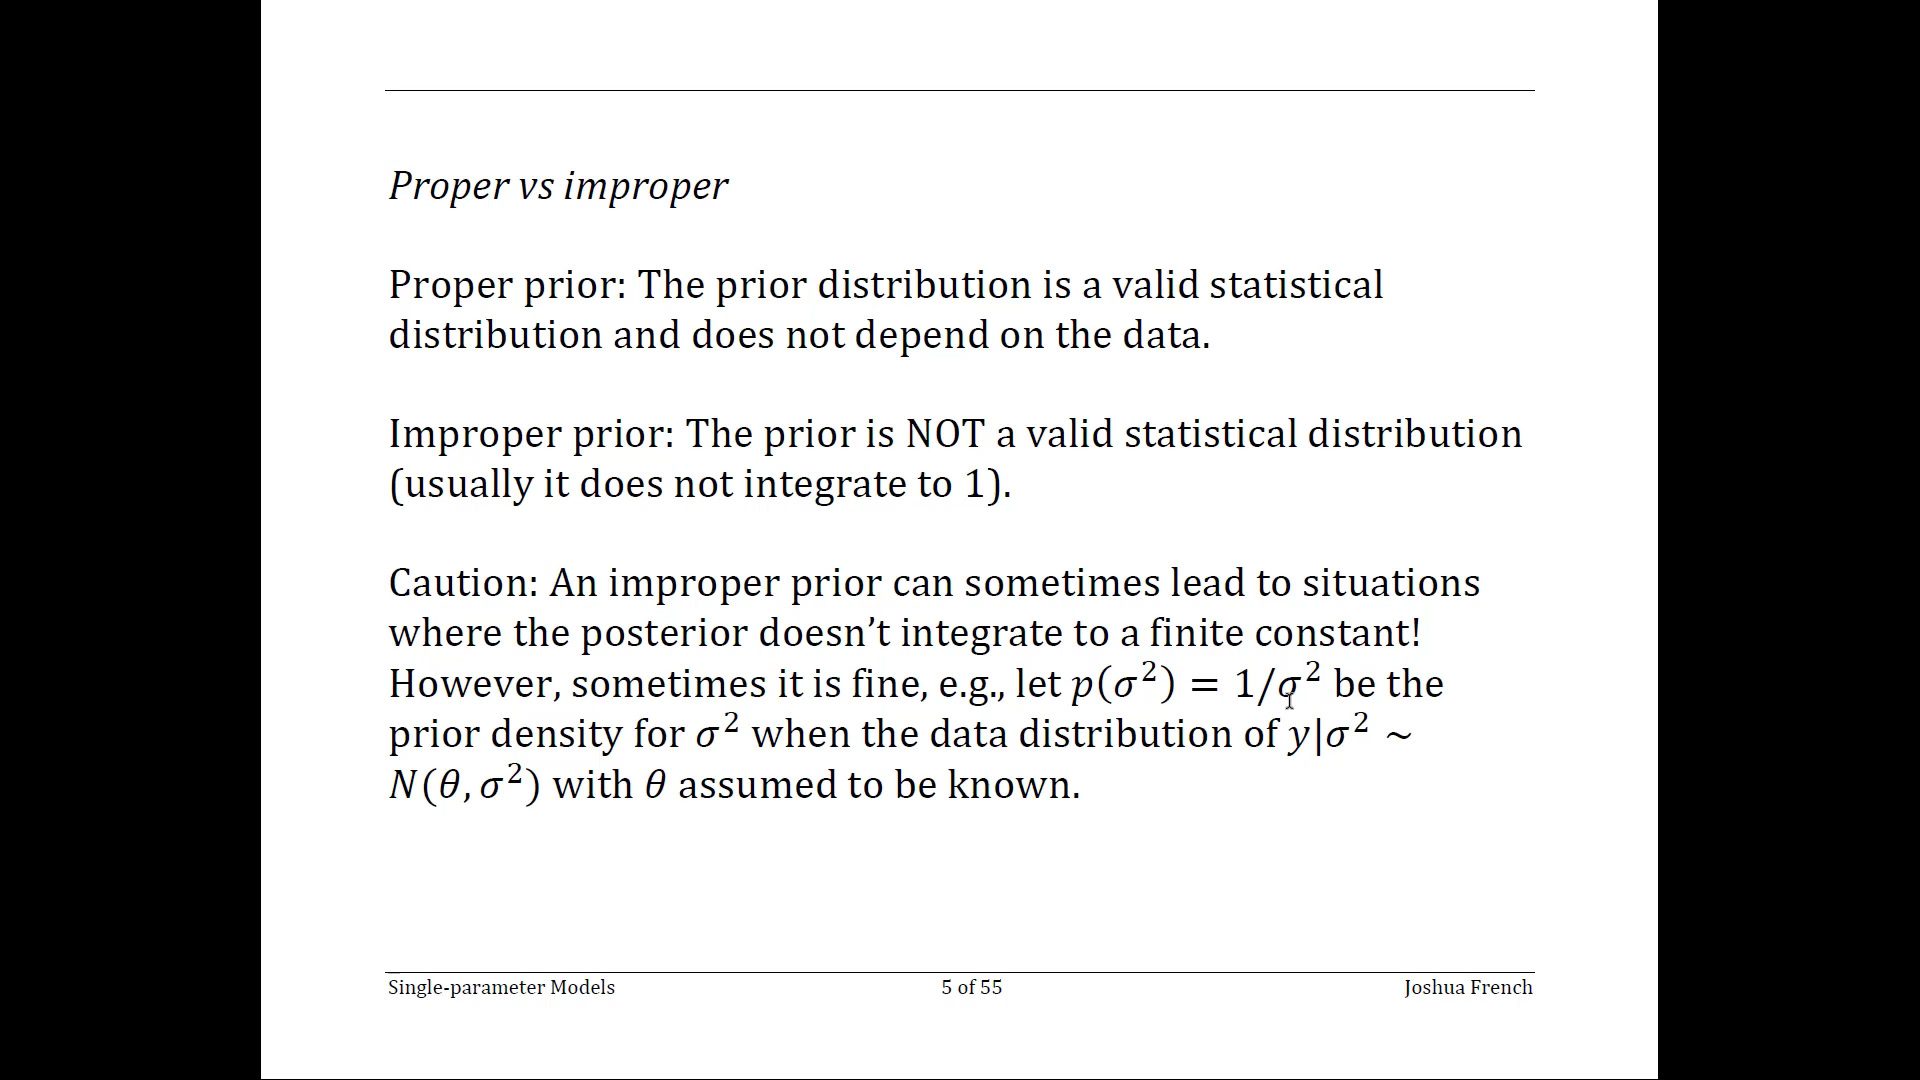 Proper vs improper
Proper prior: The prior distribution is a valid statistical
distribution and does not depend on the data.
Improper prior: The prior is NOT a valid statistical distribution
(usually it does not integrate to 1).
Caution: An improper prior can sometimes lead to situations
where the posterior doesn’t integrate to a finite constant!
However, sometimes it is fine, e.g., let p(σ²) = 1/σ² be the
prior density for σ² when the data distribution of y|σ² ~
N(θ, σ²) with θ assumed to be known.
Single-parameter Models 5 of 55 Joshua French